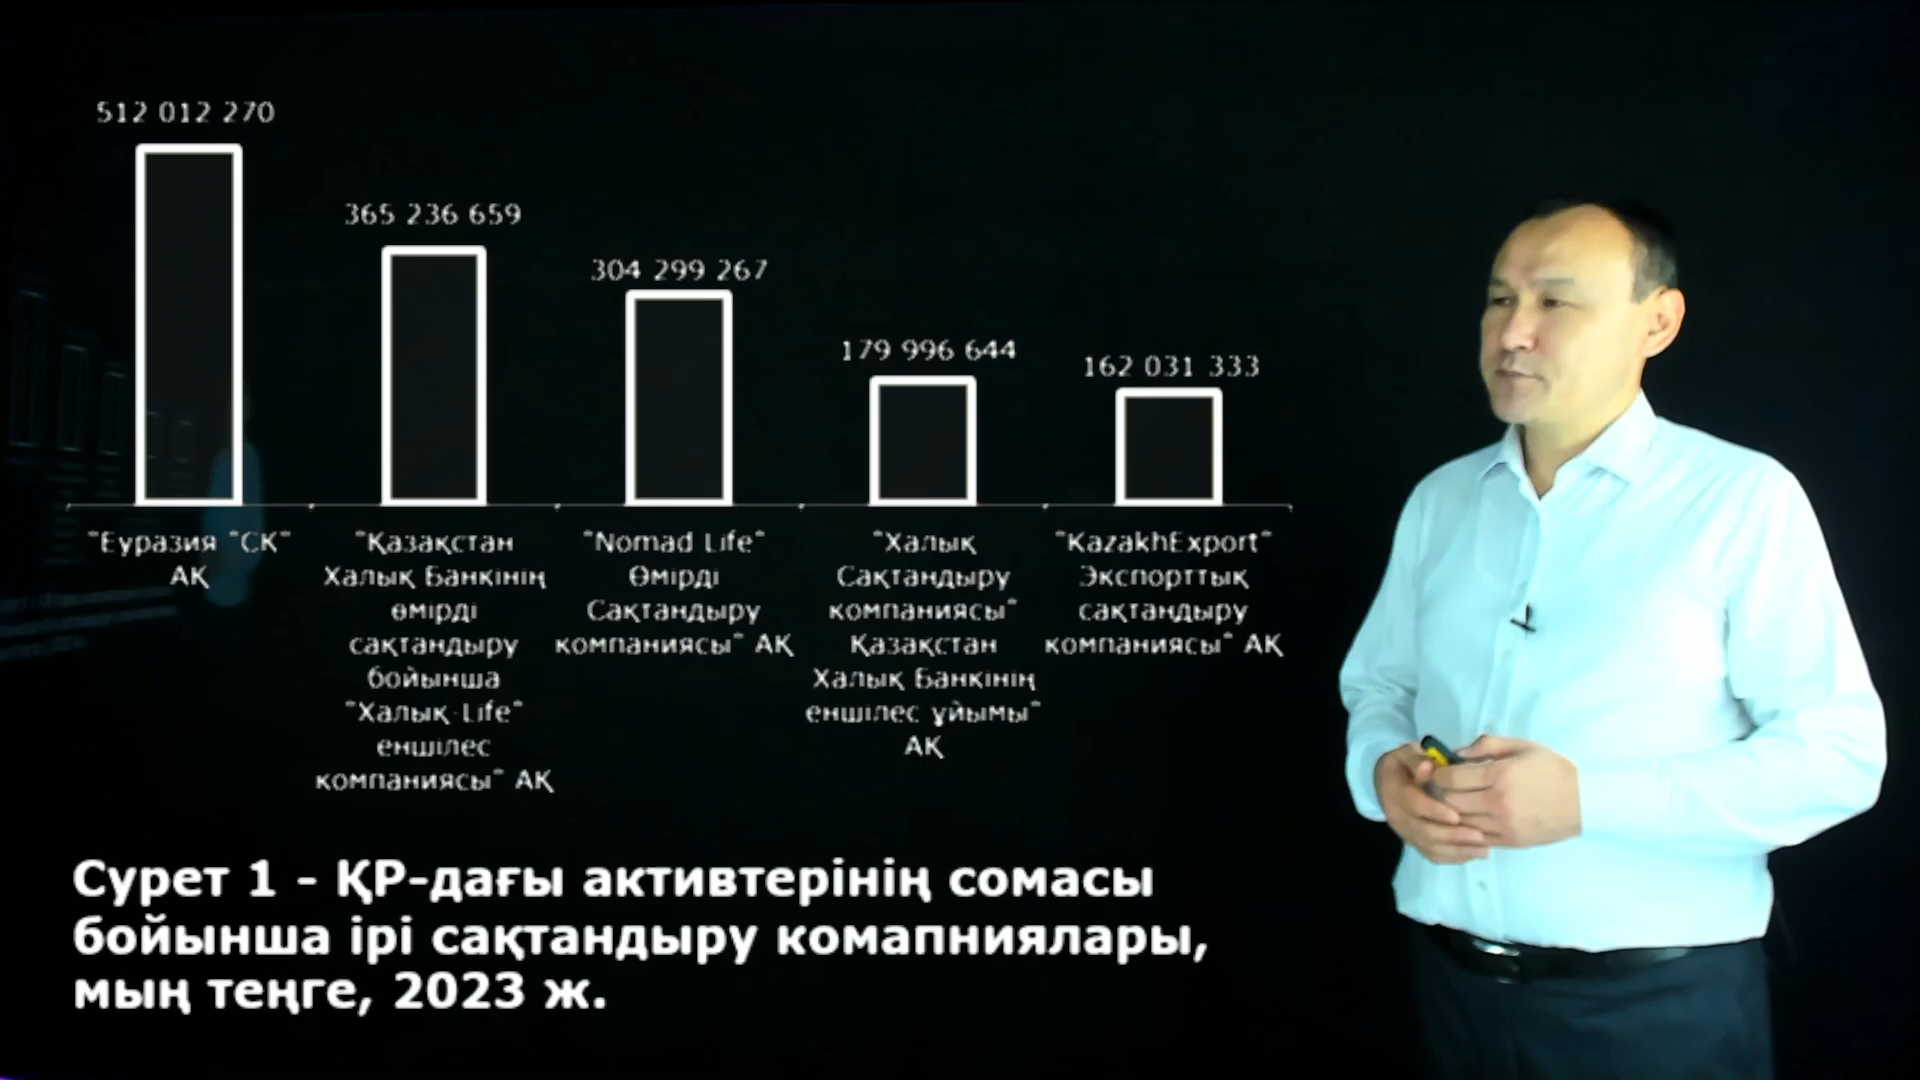 512 012 270
365 236 659
304 299 267
179 996 644
162 031 333
"Еуразия "СК"
АҚ
"Қазақстан
Халық Банкінің
өмірді
сақтандыру
бойынша
"Халық-Life"
еншілес
компаниясы" АҚ
"Nomad Life"
Өмірді
Сақтандыру
компаниясы" АҚ
"Халық
Сақтандыру
компаниясы"
Қазақстан
Халық Банкінің
еншілес ұйымы"
АҚ
"KazakhExport"
Экспорттық
сақтандыру
компаниясы" АҚ
Сурет 1 - ҚР-дағы активтерінің сомасы
бойынша ірі сақтандыру комапниялары,
мың теңге, 2023 ж.